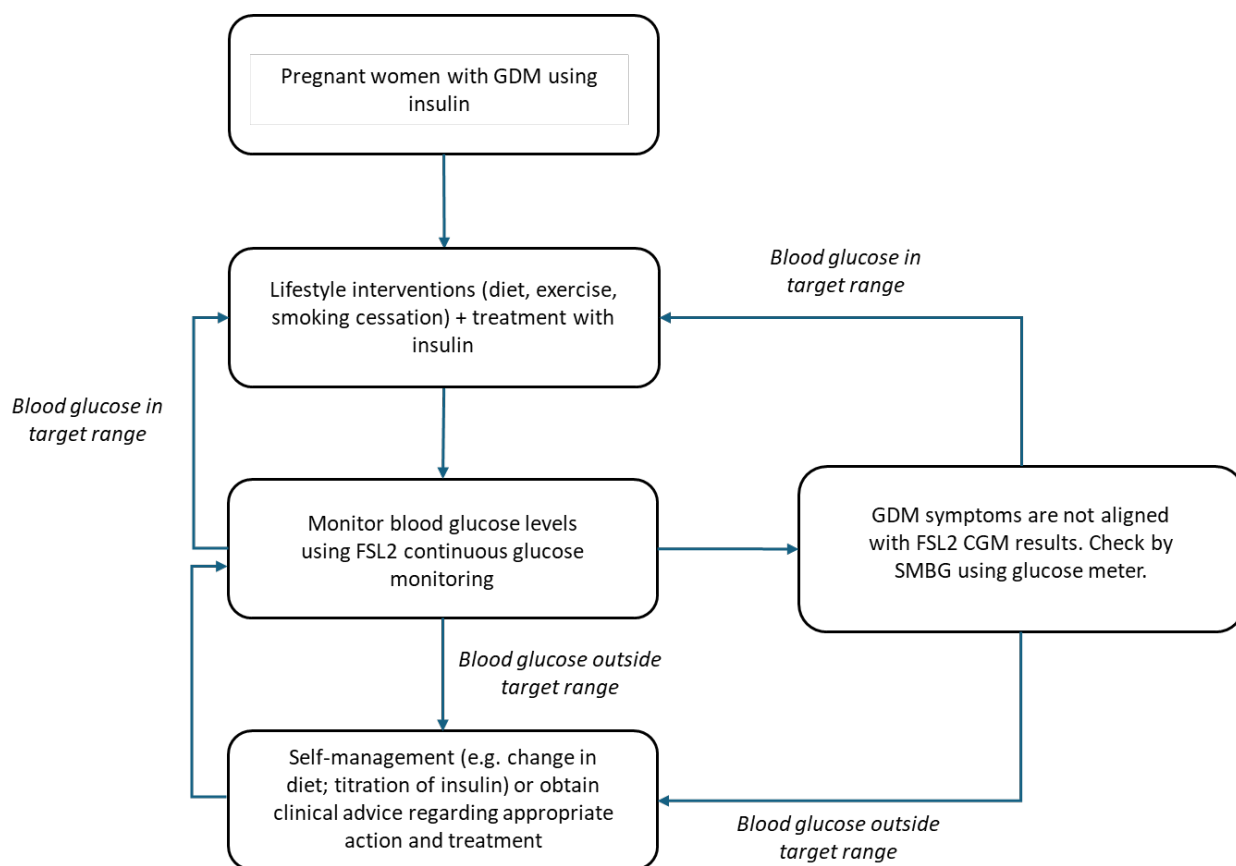 Pregnant women with GDM using
insulin
Blood glucose in
target range
Lifestyle interventions (diet, exercise,
smoking cessation) + treatment with
insulin
Blood glucose in
target range
Monitor blood glucose levels
using FSL2 continuous glucose
monitoring
GDM symptoms are not aligned
with FSL2 CGM results. Check by
SMBG using glucose meter.
Blood glucose outside
target range
Self-management (e.g. change in
diet; titration of insulin) or obtain
clinical advice regarding appropriate
action and treatment
Blood glucose outside
target range